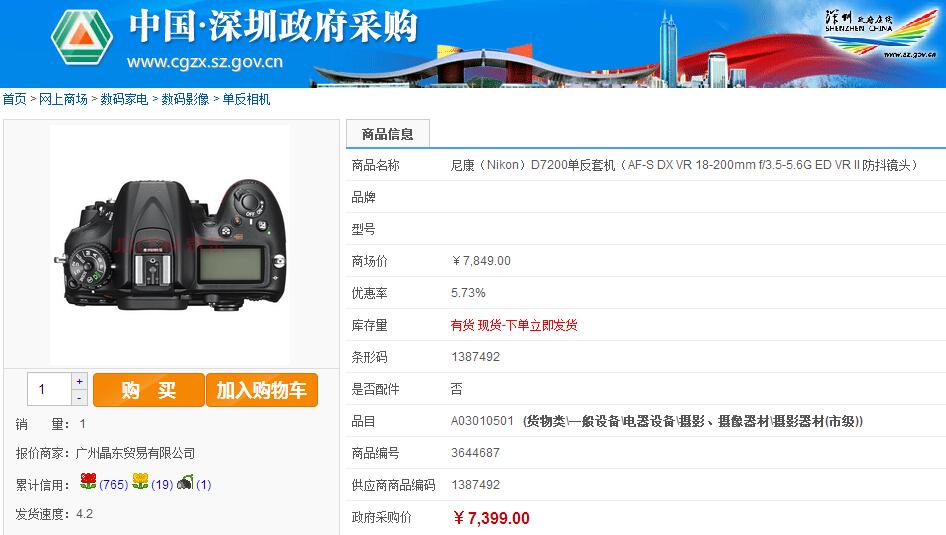 中国·深圳政府采购
www.cgzx.sz.gov.cn
深圳 政府在线
SHENZHEN CHINA
www.sz.gov.cn
首页 > 网上商场 > 数码家电 > 数码影像 > 单反相机
商品信息
商品名称 尼康（Nikon）D7200单反套机（AF-S DX VR 18-200mm f/3.5-5.6G ED VR II 防抖镜头）
品牌
型号
商场价 ￥7,849.00
优惠率 5.73%
库存量 有货 现货-下单立即发货
条形码 1387492
是否配件 否
品目 A03010501 (货物类\一般设备\电器设备\摄影、摄像器材\摄影器材(市级))
商品编号 3644687
供应商商品编码 1387492
政府采购价 ￥7,399.00
1 + -
购 买 加入购物车
销 量： 1
报价商家：广州晶东贸易有限公司
累计信用： (765) (19) (1)
发货速度：4.2